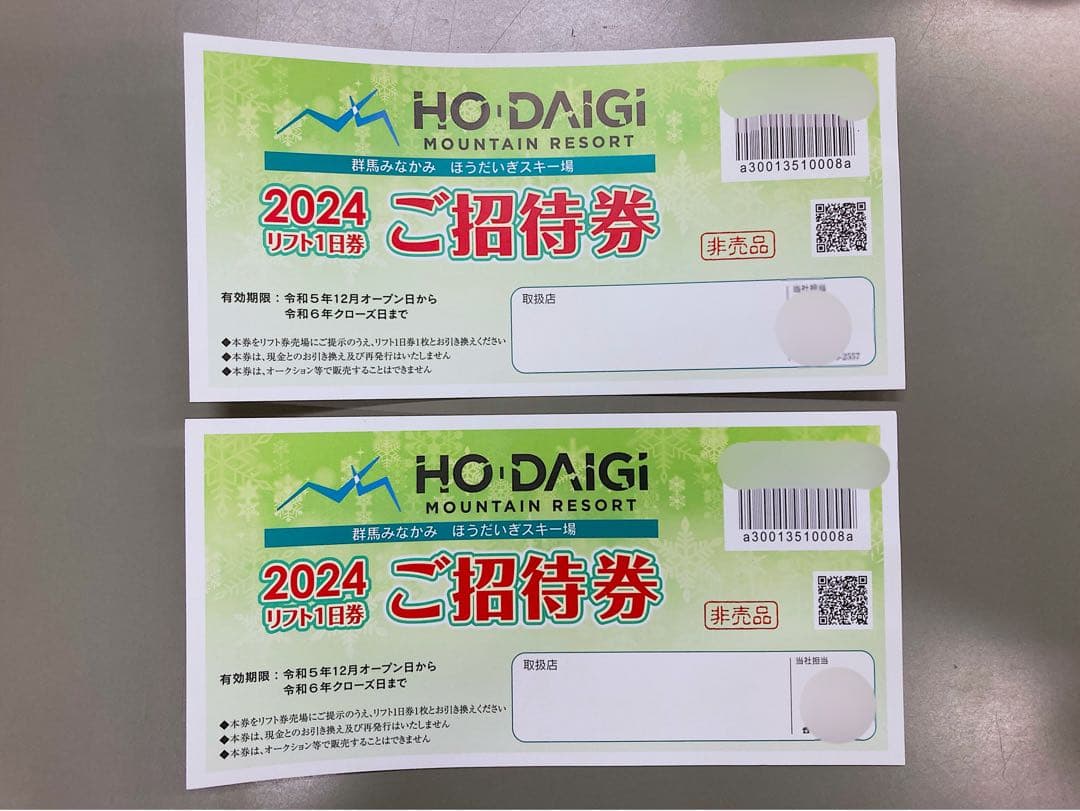 HO·DAIGi
MOUNTAIN RESORT
群馬みなかみ ほうだいぎスキー場
2024
リフト1日券
ご招待券
非売品
a30013510008a
有効期限：令和5年12月オープン日から
令和6年クローズ日まで
取扱店
当社担当
◆本券をリフト券売場にご提示のうえ、リフト1日券1枚とお引き換えください
◆本券は、現金とのお引き換え及び再発行はいたしません
◆本券は、オークション等で販売することはできません
-2557
HO·DAIGi
MOUNTAIN RESORT
群馬みなかみ ほうだいぎスキー場
2024
リフト1日券
ご招待券
非売品
a30013510008a
有効期限：令和5年12月オープン日から
令和6年クローズ日まで
取扱店
当社担当
◆本券をリフト券売場にご提示のうえ、リフト1日券1枚とお引き換えください
◆本券は、現金とのお引き換え及び再発行はいたしません
◆本券は、オークション等で販売することはできません